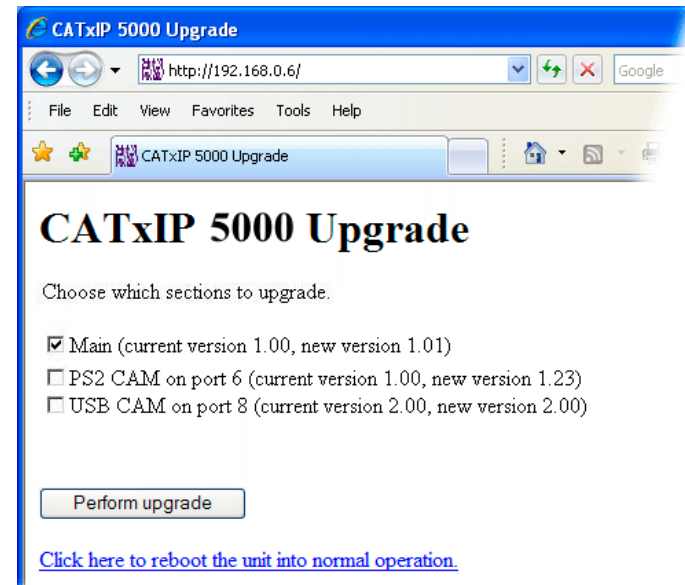 CATxIP 5000 Upgrade
http://192.168.0.6/
Google
File Edit View Favorites Tools Help
CATxIP 5000 Upgrade
CATxIP 5000 Upgrade
Choose which sections to upgrade.
Main (current version 1.00, new version 1.01)
PS2 CAM on port 6 (current version 1.00, new version 1.23)
USB CAM on port 8 (current version 2.00, new version 2.00)
Perform upgrade
Click here to reboot the unit into normal operation.